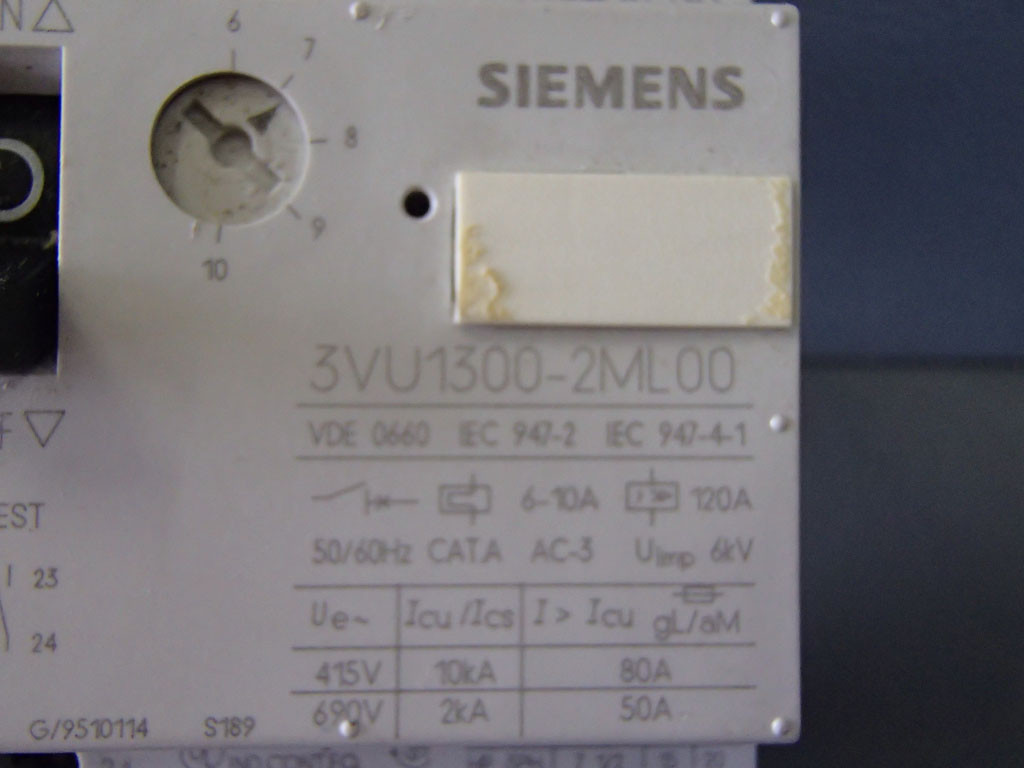 N
6
7
8
9
10
SIEMENS
3VU1300-2ML00
VDE 0660 IEC 947-2 IEC 947-4-1
6-10A 120A
50/60Hz CAT.A AC-3 Uimp 6kV
F
EST
23
24
Ue~ Icu/Ics I> Icu gL/aM
415V 10kA 80A
690V 2kA 50A
G/9510114 S189